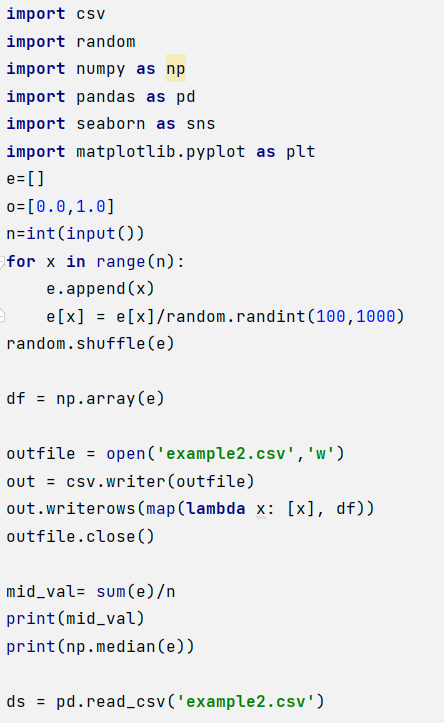 import csv
import random
import numpy as np
import pandas as pd
import seaborn as sns
import matplotlib.pyplot as plt
e=[]
o=[0.0,1.0]
n=int(input())
for x in range(n):
    e.append(x)
    e[x] = e[x]/random.randint(100,1000)
random.shuffle(e)

df = np.array(e)

outfile = open('example2.csv','w')
out = csv.writer(outfile)
out.writerows(map(lambda x: [x], df))
outfile.close()

mid_val= sum(e)/n
print(mid_val)
print(np.median(e))

ds = pd.read_csv('example2.csv')